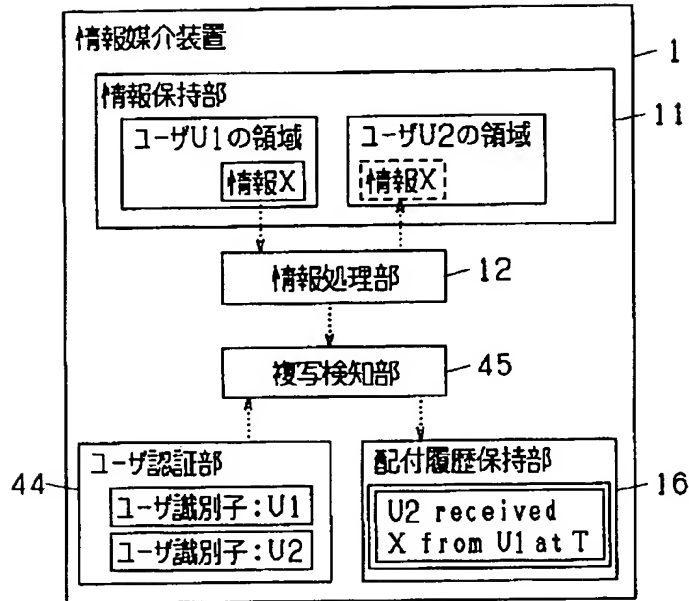 情報媒介装置
1
情報保持部
11
ユーザU1の領域
ユーザU2の領域
情報X
情報X
情報処理部
12
複写検知部
45
ユーザ認証部
配付履歴保持部
44
16
ユーザ識別子:U1
ユーザ識別子:U2
U2 received
X from U1 at T